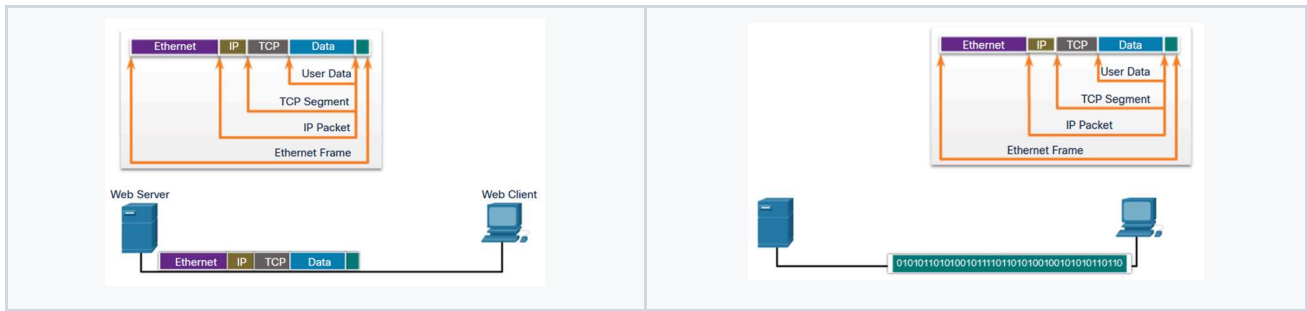 Ethernet IP TCP Data
User Data
TCP Segment
IP Packet
Ethernet Frame
Web Server Web Client
Ethernet IP TCP Data
Ethernet IP TCP Data
User Data
TCP Segment
IP Packet
Ethernet Frame
010101101010010111101101010010010101010110110